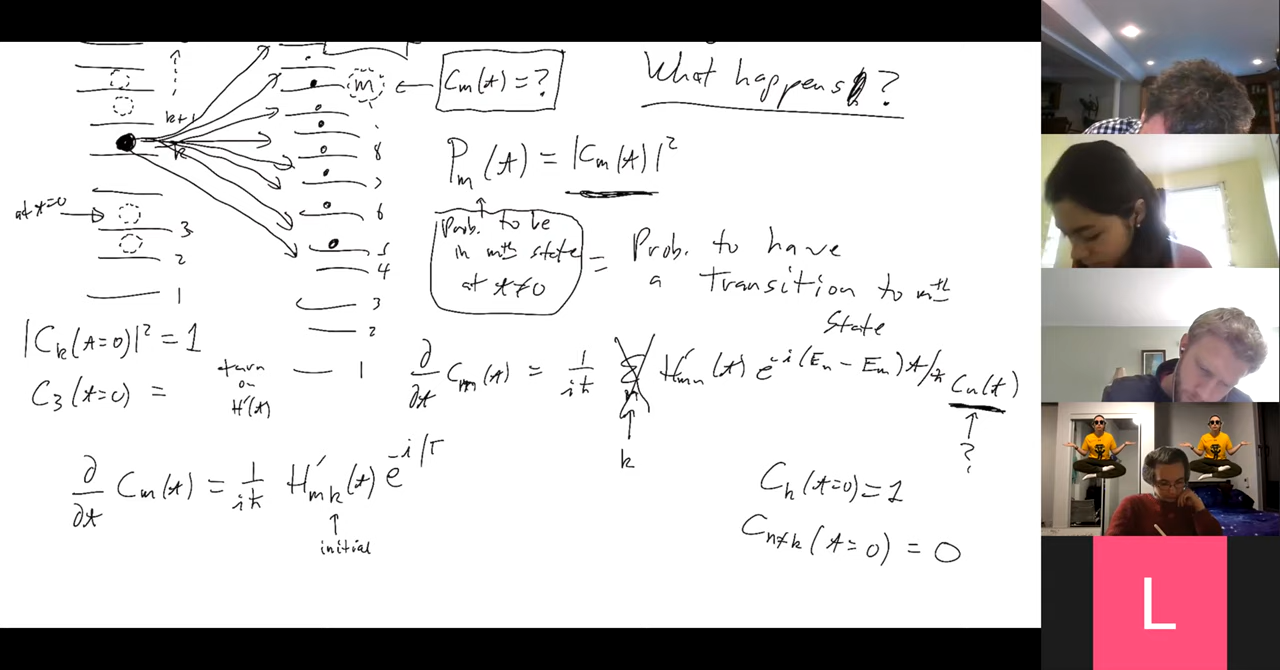 What happens?
k+1
k
m
Cm(t) = ?
Pm(t) = |Cm(t)|²
8
7
6
5
4
3
2
1
at t=0
3
2
1
Prob. to be
in mth state
at t≠0
= Prob. to have
a Transition to mth
state
|Ck(t=0)|² = 1
C3(t=0) =
turn
on
H'(t)
∂/∂t Cm(t) = 1/iħ Σn H'mn(t) e^-i(En - Em)t/ħ Cn(t)
k
?
∂/∂t Cm(t) = 1/iħ H'mk(t) e^-i(
initial
Ck(t=0) = 1
Cn≠k(t=0) = 0
L